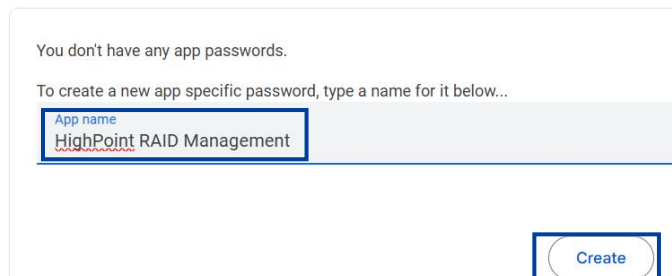 You don't have any app passwords.
To create a new app specific password, type a name for it below...
App name
HighPoint RAID Management
Create